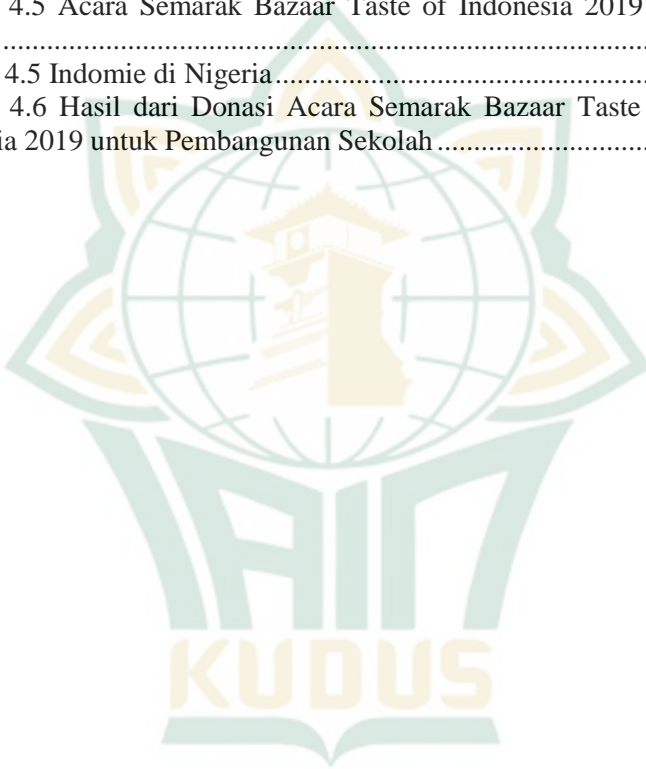 4.5 Acara Semarak Bazaar Taste of Indonesia 2019
................................................................................................
4.5 Indomie di Nigeria.......................................................
4.6 Hasil dari Donasi Acara Semarak Bazaar Taste
ia 2019 untuk Pembangunan Sekolah ...............................
IAIN
KUDUS